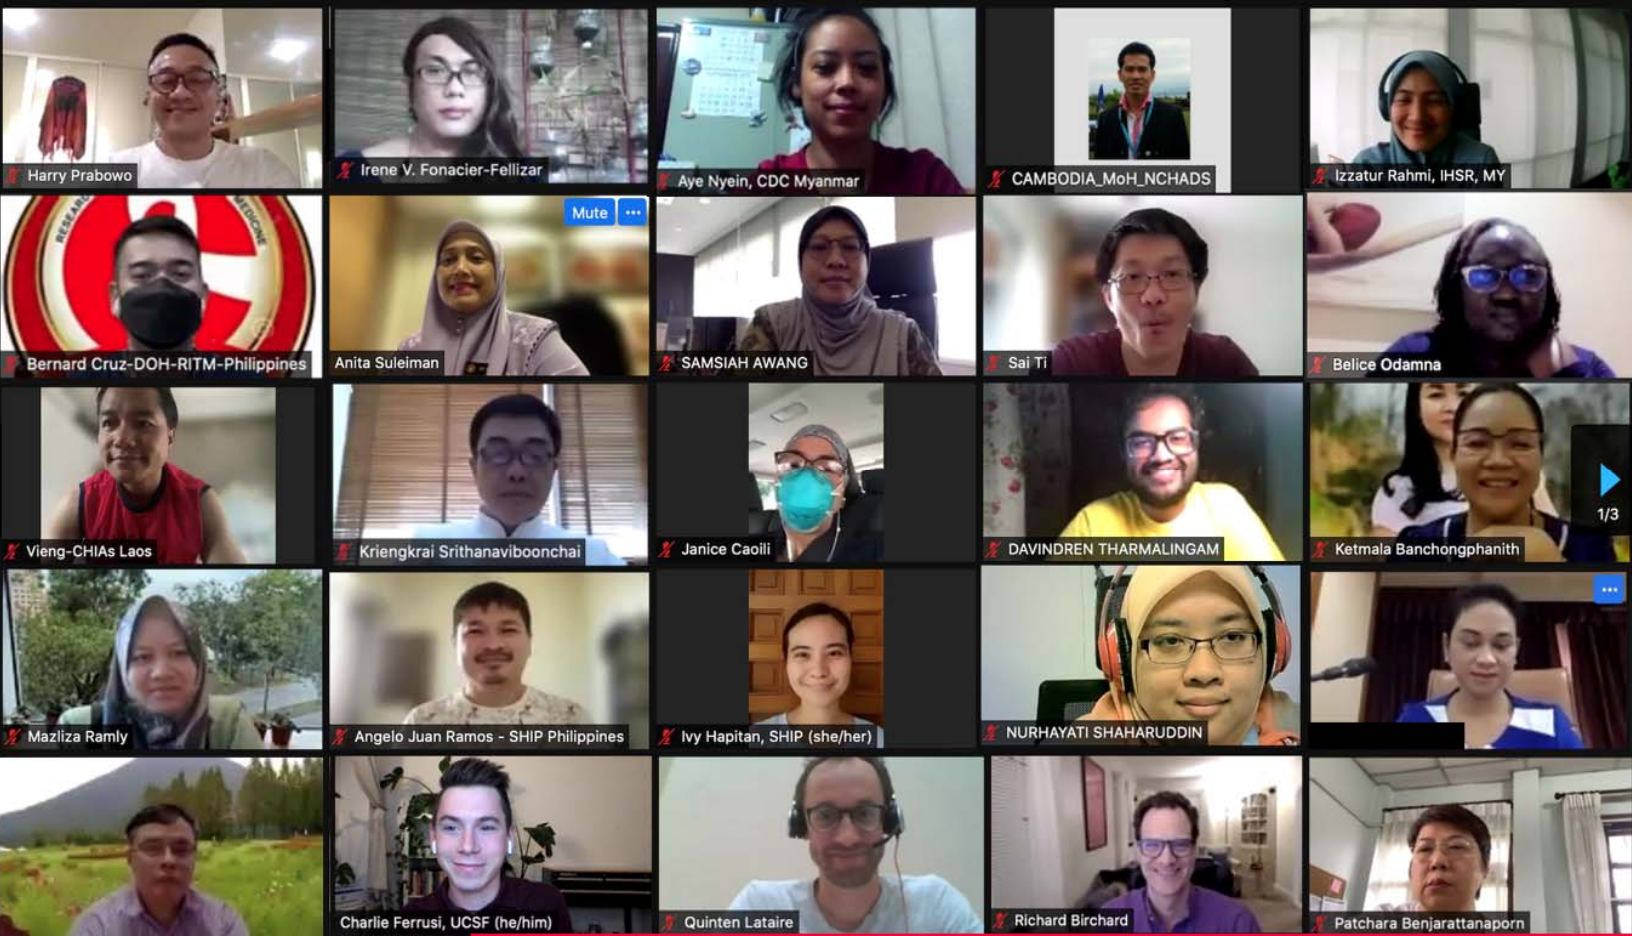 Harry Prabowo
Irene V. Fonacier-Fellizar
Aye Nyein, CDC Myanmar
CAMBODIA_MoH_NCHADS
Izzatur Rahmi, IHSR, MY
RESEARC
MEDICINE
Bernard Cruz-DOH-RITM-Philippines
Mute
Anita Suleiman
SAMSIAH AWANG
Sai Ti
Belice Odamna
Vieng-CHIAs Laos
Kriengkrai Srithanaviboonchai
Janice Caoili
DAVINDREN THARMALINGAM
Ketmala Banchongphanith
1/3
Mazliza Ramly
Angelo Juan Ramos - SHIP Philippines
Ivy Hapitan, SHIP (she/her)
NURHAYATI SHAHARUDDIN
Charlie Ferrusi, UCSF (he/him)
Quinten Lataire
Richard Birchard
Patchara Benjarattanaporn